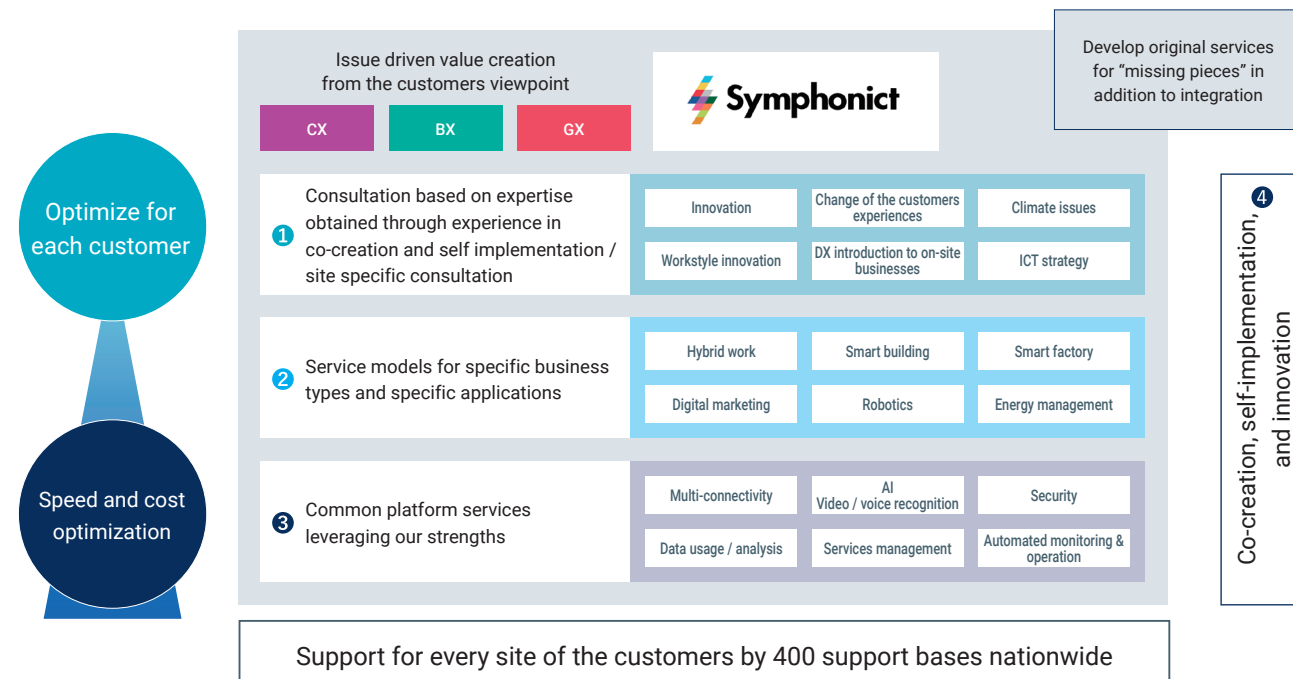 Issue driven value creation
from the customers viewpoint
CX
BX
GX
Symphonict
Develop original services
for “missing pieces” in
addition to integration
Optimize for
each customer
Speed and cost
optimization
1
Consultation based on expertise
obtained through experience in
co-creation and self implementation /
site specific consultation
Innovation
Change of the customers
experiences
Climate issues
Workstyle innovation
DX introduction to on-site
businesses
ICT strategy
2
Service models for specific business
types and specific applications
Hybrid work
Smart building
Smart factory
Digital marketing
Robotics
Energy management
3
Common platform services
leveraging our strengths
Multi-connectivity
AI
Video / voice recognition
Security
Data usage / analysis
Services management
Automated monitoring &
operation
4
Co-creation, self-implementation,
and innovation
Support for every site of the customers by 400 support bases nationwide